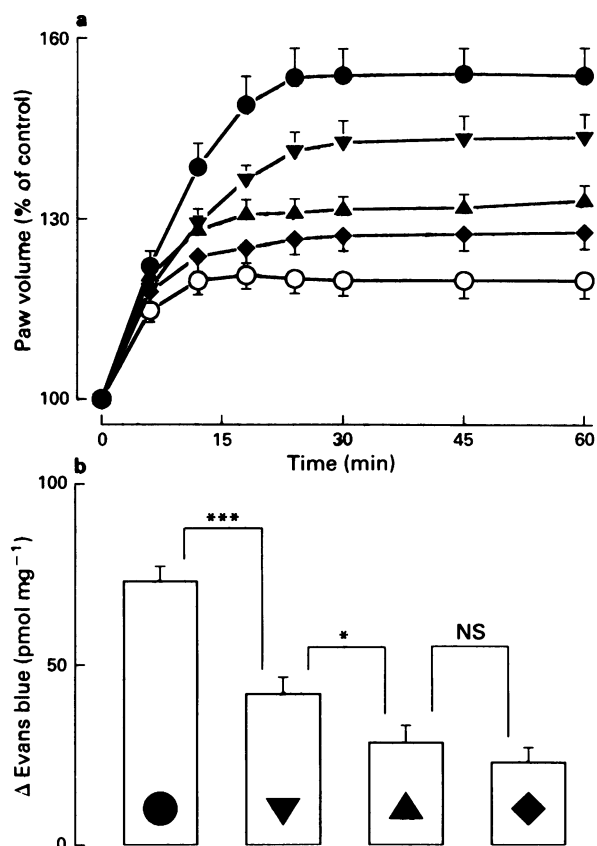 a
160
130
100
Paw volume (% of control)
0 15 30 45 60
Time (min)
b
100
50
0
Δ Evans blue (pmol mg⁻¹)
***
*
NS